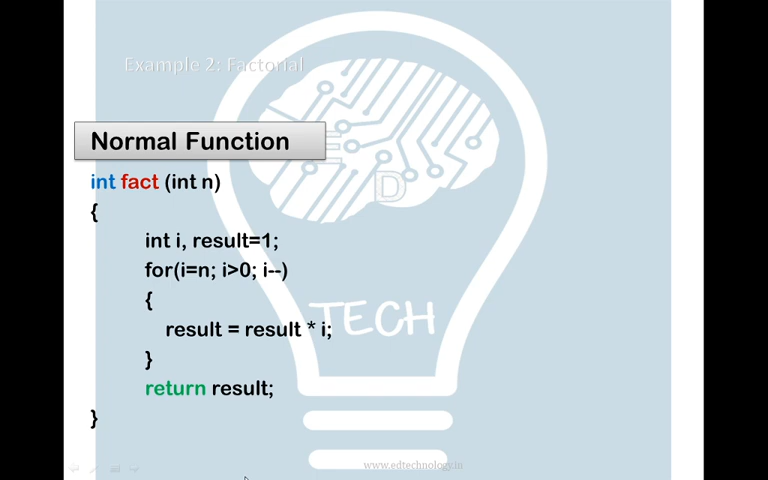 Example 2: Factorial
Normal Function
int fact (int n)
{
int i, result=1;
for(i=n; i>0; i--)
{
result = result * i;
}
return result;
}
E
D
TECH
www.edtechnology.in